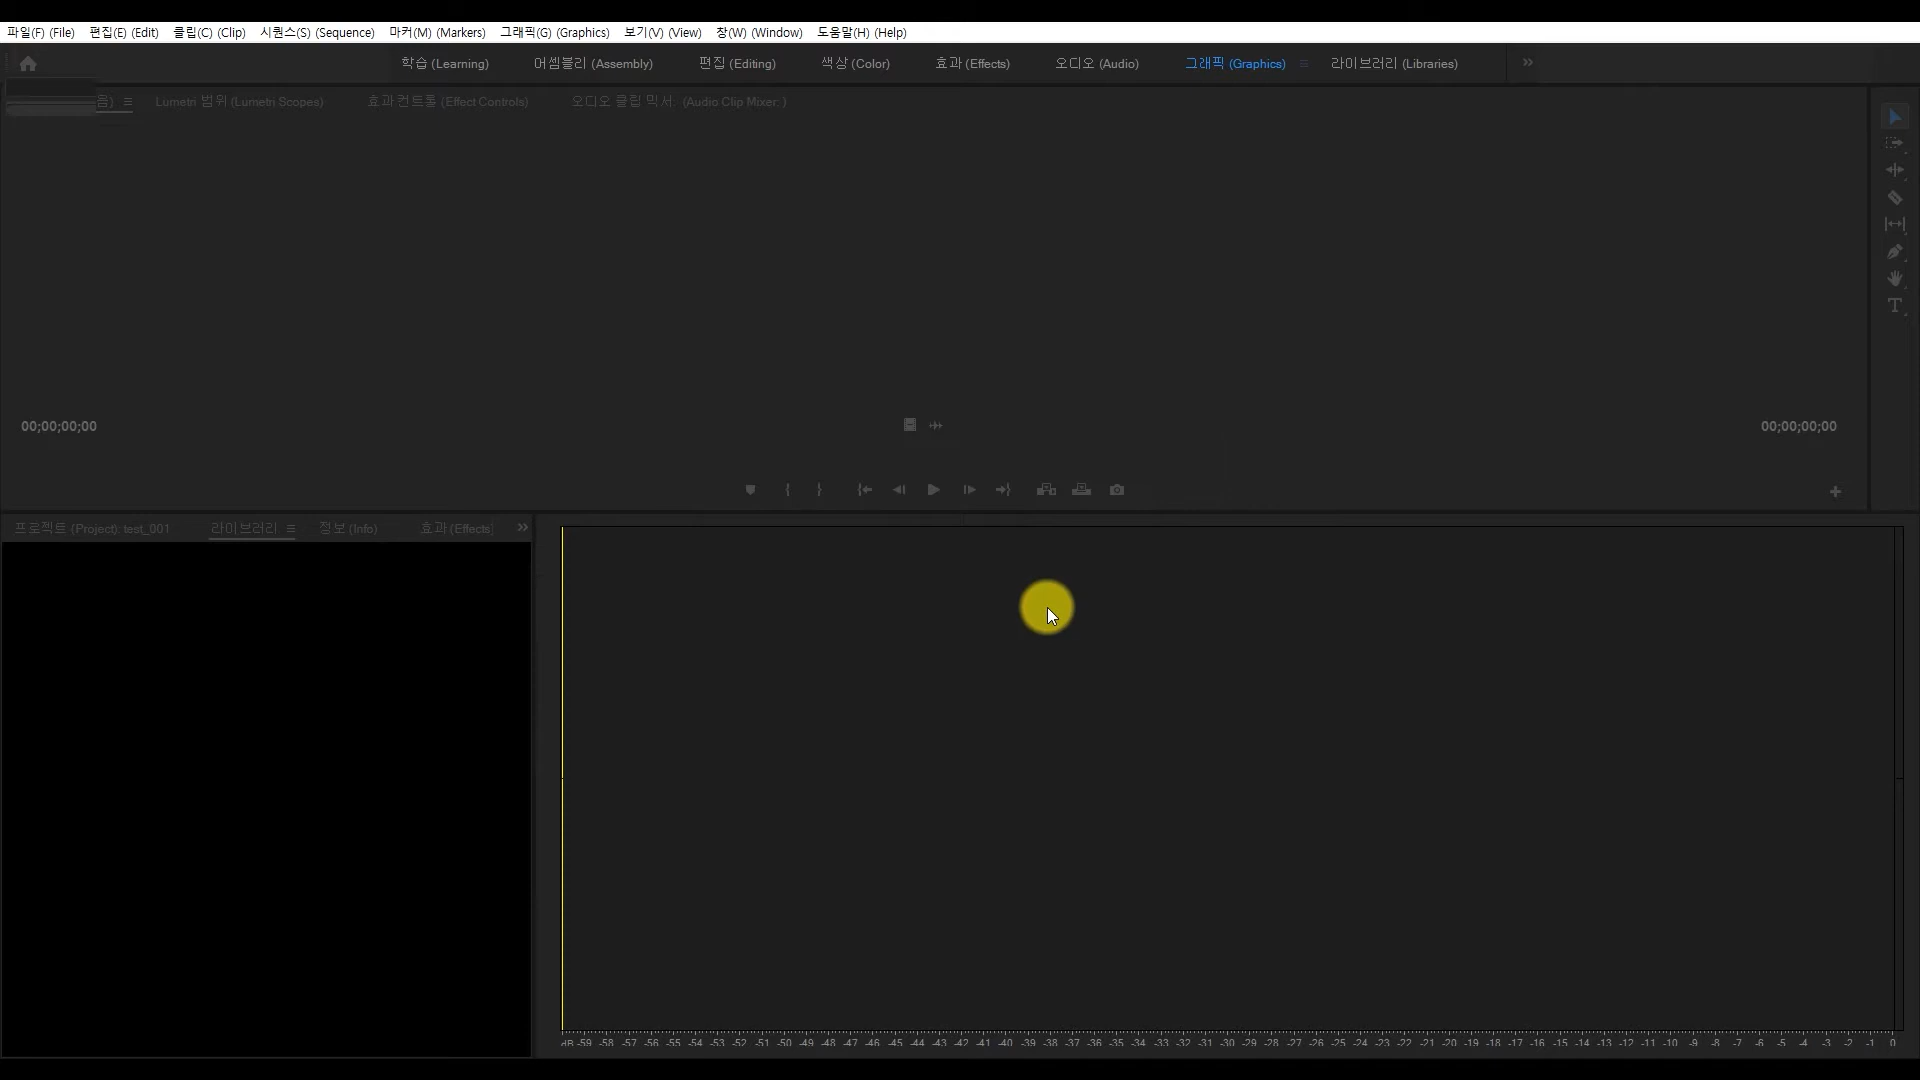 파일(F) (File) 편집(E) (Edit) 클립(C) (Clip) 시퀀스(S) (Sequence) 마커(M) (Markers) 그래픽(G) (Graphics) 보기(V) (View) 창(W) (Window) 도움말(H) (Help)
학습 (Learning) 어셈블리 (Assembly) 편집 (Editing) 색상 (Color) 효과 (Effects) 오디오 (Audio) 그래픽 (Graphics) 라이브러리 (Libraries)
음) Lumetri 범위 (Lumetri Scopes) 효과 컨트롤 (Effect Controls) 오디오 클립 믹서: (Audio Clip Mixer: )
00;00;00;00 00;00;00;00
프로젝트 (Project): test_001 라이브러리 정보 (Info) 효과 (Effects)
dB -59 -58 -57 -56 -55 -54 -53 -52 -51 -50 -49 -48 -47 -46 -45 -44 -43 -42 -41 -40 -39 -38 -37 -36 -35 -34 -33 -32 -31 -30 -29 -28 -27 -26 -25 -24 -23 -22 -21 -20 -19 -18 -17 -16 -15 -14 -13 -12 -11 -10 -9 -8 -7 -6 -5 -4 -3 -2 -1 0